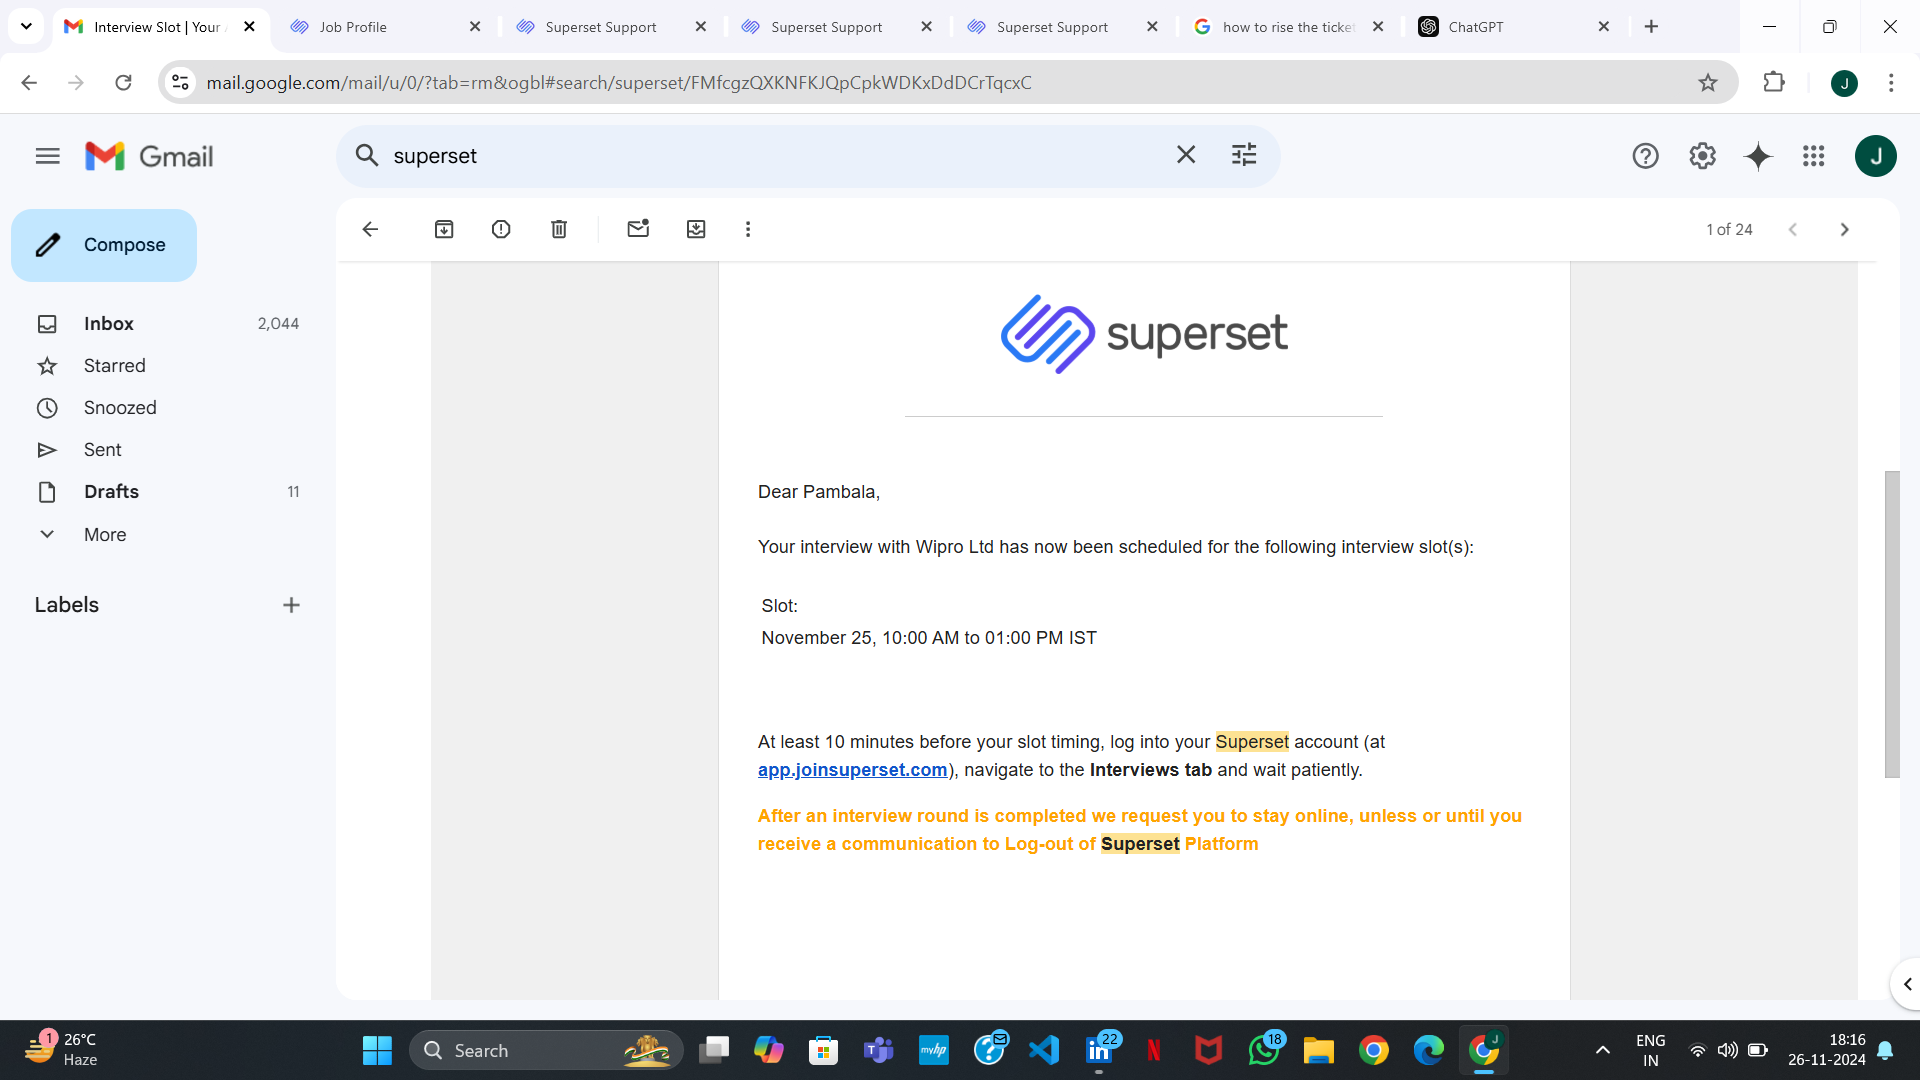 Interview Slot | Your A
Job Profile
Superset Support
Superset Support
Superset Support
how to rise the ticket
ChatGPT
mail.google.com/mail/u/0/?tab=rm&ogbl#search/superset/FMfcgzQXKNFKJQpCpkWDKxDdDCrTqcxC
J
Gmail
superset
J
Compose
1 of 24
Inbox 2,044
Starred
Snoozed
Sent
Drafts 11
More
Labels
superset
Dear Pambala,
Your interview with Wipro Ltd has now been scheduled for the following interview slot(s):
Slot:
November 25, 10:00 AM to 01:00 PM IST
At least 10 minutes before your slot timing, log into your Superset account (at
app.joinsuperset.com), navigate to the Interviews tab and wait patiently.
After an interview round is completed we request you to stay online, unless or until you
receive a communication to Log-out of Superset Platform
1
26°C
Haze
Search
myhp
22
18
J
ENG
IN
18:16
26-11-2024